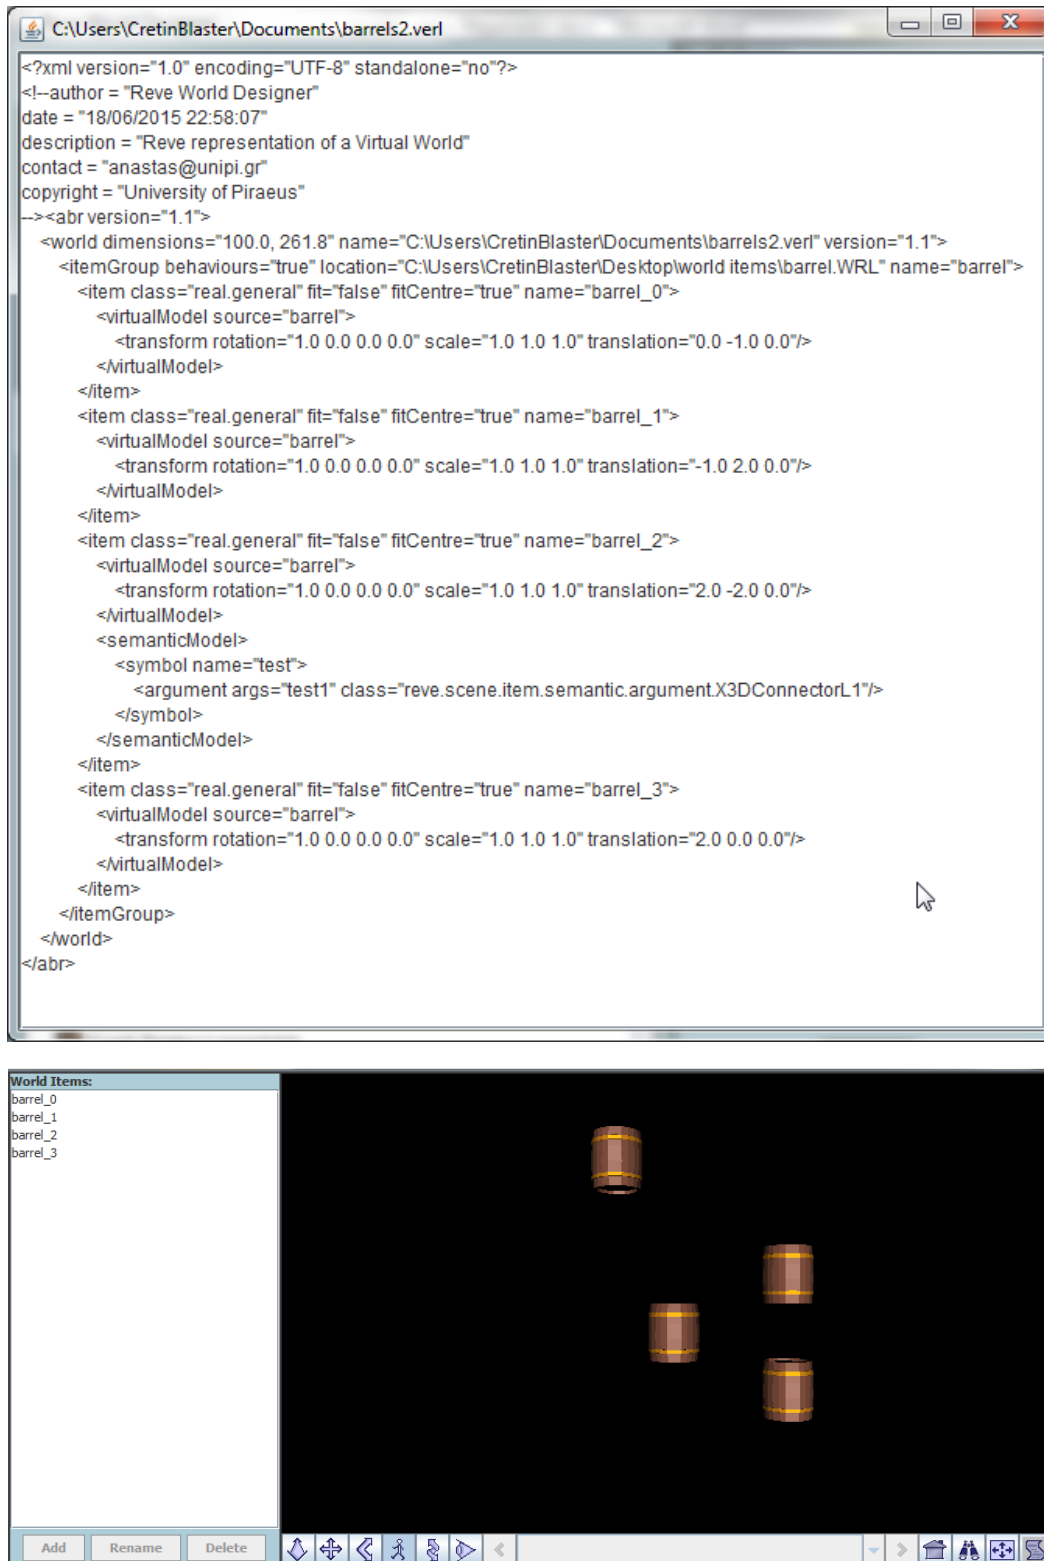 C:\Users\CretinBlaster\Documents\barrels2.verl
<?xml version="1.0" encoding="UTF-8" standalone="no"?>
<!--author = "Reve World Designer"
date = "18/06/2015 22:58:07"
description = "Reve representation of a Virtual World"
contact = "anastas@unipi.gr"
copyright = "University of Piraeus"
--><abr version="1.1">
<world dimensions="100.0, 261.8" name="C:\Users\CretinBlaster\Documents\barrels2.verl" version="1.1">
<itemGroup behaviours="true" location="C:\Users\CretinBlaster\Desktop\world items\barrel.WRL" name="barrel">
<item class="real.general" fit="false" fitCentre="true" name="barrel_0">
<virtualModel source="barrel">
<transform rotation="1.0 0.0 0.0 0.0" scale="1.0 1.0 1.0" translation="0.0 -1.0 0.0"/>
</virtualModel>
</item>
<item class="real.general" fit="false" fitCentre="true" name="barrel_1">
<virtualModel source="barrel">
<transform rotation="1.0 0.0 0.0 0.0" scale="1.0 1.0 1.0" translation="-1.0 2.0 0.0"/>
</virtualModel>
</item>
<item class="real.general" fit="false" fitCentre="true" name="barrel_2">
<virtualModel source="barrel">
<transform rotation="1.0 0.0 0.0 0.0" scale="1.0 1.0 1.0" translation="2.0 -2.0 0.0"/>
</virtualModel>
<semanticModel>
<symbol name="test">
<argument args="test1" class="reve.scene.item.semantic.argument.X3DConnectorL1"/>
</symbol>
</semanticModel>
</item>
<item class="real.general" fit="false" fitCentre="true" name="barrel_3">
<virtualModel source="barrel">
<transform rotation="1.0 0.0 0.0 0.0" scale="1.0 1.0 1.0" translation="2.0 0.0 0.0"/>
</virtualModel>
</item>
</itemGroup>
</world>
</abr>
World Items:
barrel_0
barrel_1
barrel_2
barrel_3
Add Rename Delete